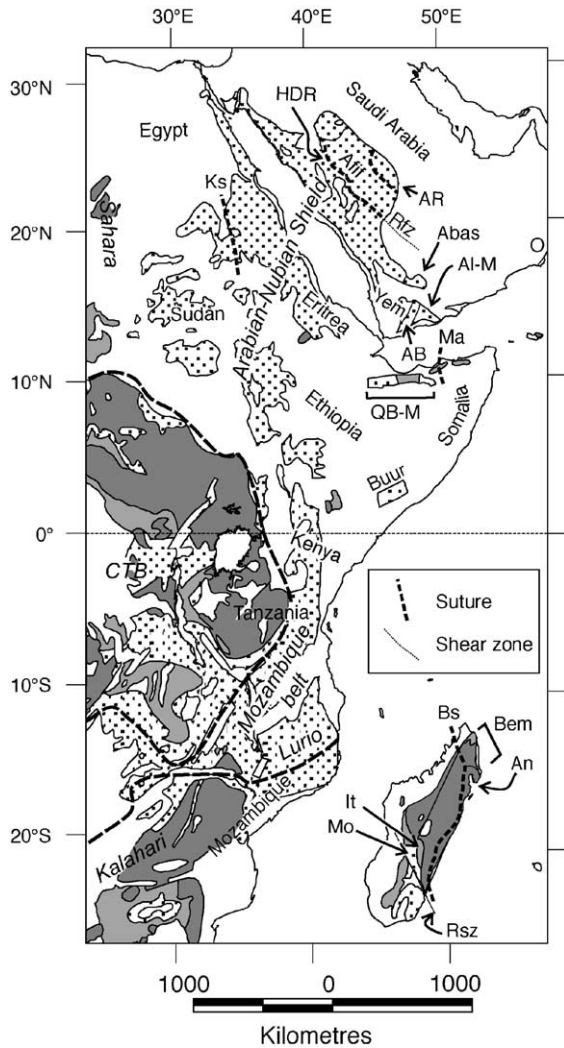 30°E 40°E 50°E
30°N
20°N
10°N
0°
10°S
20°S
HDR
Saudi Arabia
Egypt
Afif
Ks
AR
Sahara
Rfz
Abas
Al-M
Arabian-Nubian Shield
Yem
Sudan
Eritrea
AB
Ma
QB-M
Ethiopia
Somalia
Buur
Kenya
CTB
Tanzania
Suture
Shear zone
Mozambique
belt
Lurio
Bs
Bem
An
It
Mo
Mozambique
Kalahari
Rsz
1000 0 1000
Kilometres